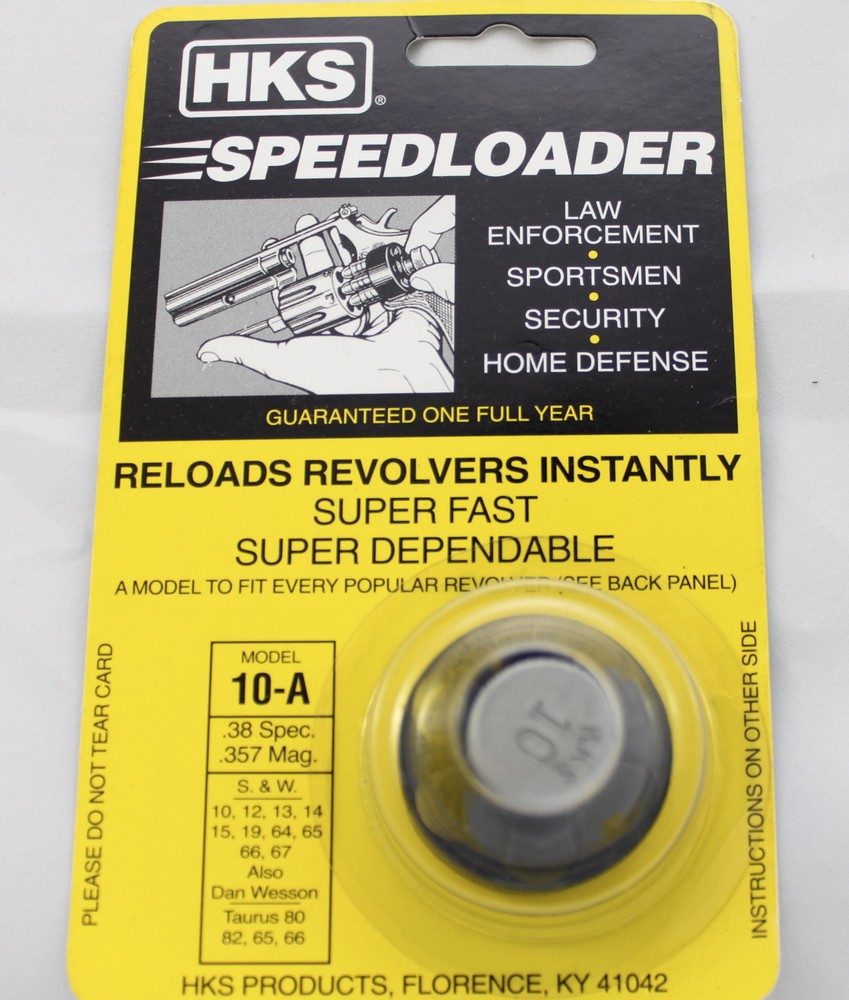 HKS®
SPEEDLOADER
LAW
ENFORCEMENT
•
SPORTSMEN
•
SECURITY
•
HOME DEFENSE
GUARANTEED ONE FULL YEAR
RELOADS REVOLVERS INSTANTLY
SUPER FAST
SUPER DEPENDABLE
A MODEL TO FIT EVERY POPULAR REVOLVER (SEE BACK PANEL)
PLEASE DO NOT TEAR CARD
MODEL
10-A
.38 Spec.
.357 Mag.
S. & W.
10, 12, 13, 14
15, 19, 64, 65
66, 67
Also
Dan Wesson
Taurus 80
82, 65, 66
HKS
10
INSTRUCTIONS ON OTHER SIDE
HKS PRODUCTS, FLORENCE, KY 41042